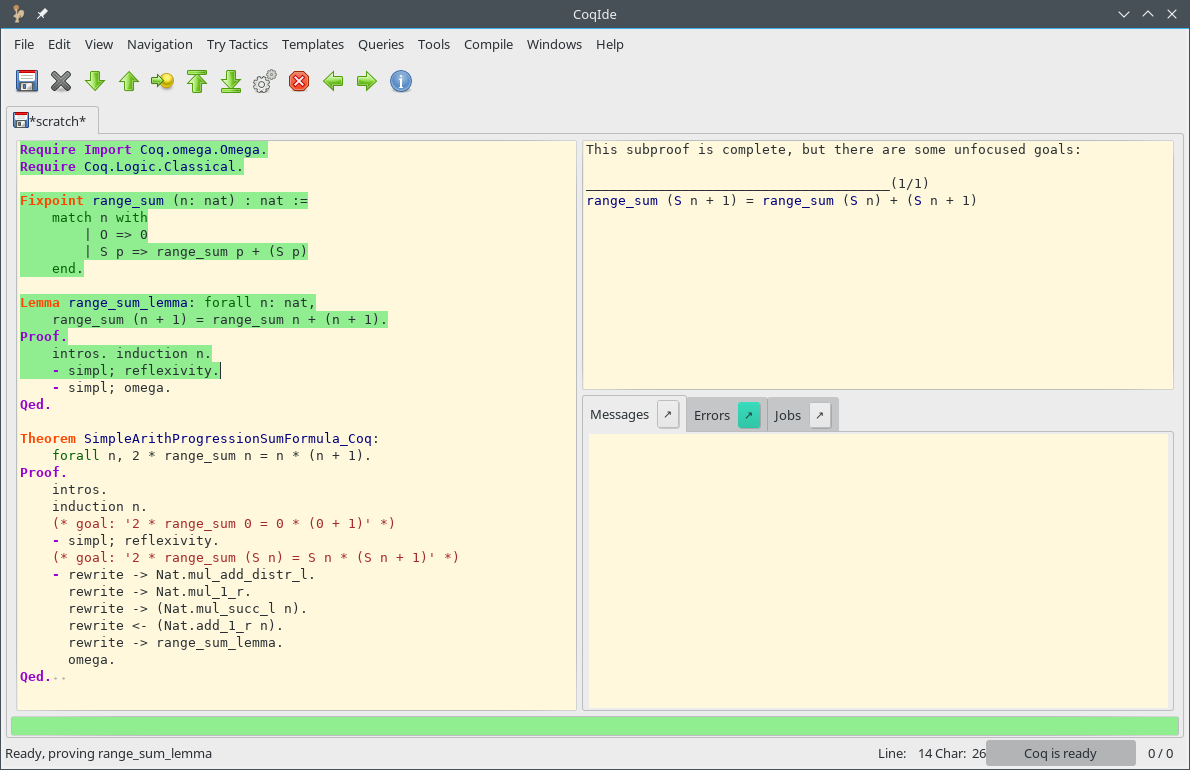 CoqIde
File Edit View Navigation Try Tactics Templates Queries Tools Compile Windows Help
*scratch*
Require Import Coq.omega.Omega.
Require Coq.Logic.Classical.
Fixpoint range_sum (n: nat) : nat :=
    match n with
        | O => 0
        | S p => range_sum p + (S p)
    end.
Lemma range_sum_lemma: forall n: nat,
    range_sum (n + 1) = range_sum n + (n + 1).
Proof.
    intros. induction n.
    - simpl; reflexivity.
    - simpl; omega.
Qed.
Theorem SimpleArithProgressionSumFormula_Coq:
    forall n, 2 * range_sum n = n * (n + 1).
Proof.
    intros.
    induction n.
    (* goal: '2 * range_sum 0 = 0 * (0 + 1)' *)
    - simpl; reflexivity.
    (* goal: '2 * range_sum (S n) = S n * (S n + 1)' *)
    - rewrite -> Nat.mul_add_distr_l.
      rewrite -> Nat.mul_1_r.
      rewrite -> (Nat.mul_succ_l n).
      rewrite <- (Nat.add_1_r n).
      rewrite -> range_sum_lemma.
      omega.
Qed.
This subproof is complete, but there are some unfocused goals:
______________________________________(1/1)
range_sum (S n + 1) = range_sum (S n) + (S n + 1)
Messages Errors Jobs
Ready, proving range_sum_lemma
Line: 14 Char: 26 Coq is ready 0 / 0